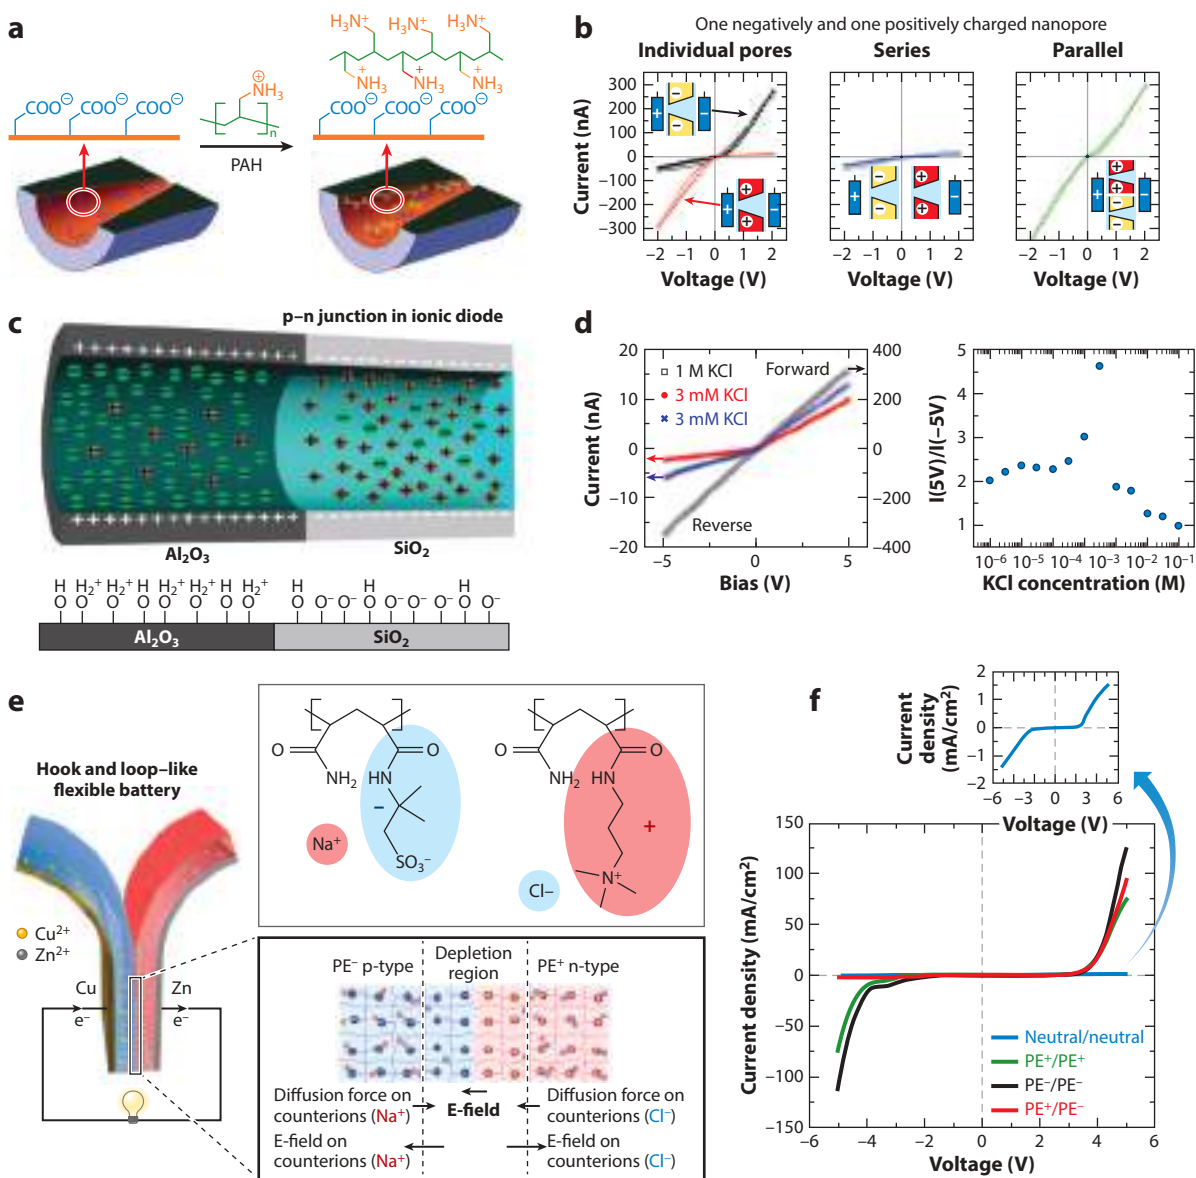 a
COO⊖ COO⊖ COO⊖
⊕
NH3
n
PAH
H3N+ H3N+ H3N+
+ + +
NH3 NH3 NH3
COO⊖ COO⊖ COO⊖
b
One negatively and one positively charged nanopore
Individual pores Series Parallel
Current (nA)
300
200
100
0
−100
−200
−300
+ − − −
+ + + −
−2 −1 0 1 2
Voltage (V)
+ − − + + −
−2 −1 0 1 2
Voltage (V)
+ + + − − −
−2 −1 0 1 2
Voltage (V)
c
p–n junction in ionic diode
Al2O3 SiO2
H H2+ H2+ H H2+ H2+ H H2+ H H H
O O O O O O O O O O− O− O O− O− O− O O−
Al2O3 SiO2
d
Current (nA)
20
10
0
−10
−20
1 M KCl
3 mM KCl
3 mM KCl
Forward
Reverse
400
200
0
−200
−400
−5 0 5
Bias (V)
I(5V)/I(−5V)
5
4
3
2
1
10−6 10−5 10−4 10−3 10−2 10−1
KCl concentration (M)
e
Hook and loop–like
flexible battery
Cu2+
Zn2+
Cu Zn
e− e−
O NH2 HN O
−
Na+
SO3−
O NH2 HN O
+
N+
Cl−
PE− p-type
Depletion
region
PE+ n-type
Diffusion force on
counterions (Na+)
E-field
Diffusion force on
counterions (Cl−)
E-field on
counterions (Na+)
E-field on
counterions (Cl−)
f
Current
density
(mA/cm2)
2
1
0
−1
−2
−6 −3 0 3 6
Voltage (V)
Current density (mA/cm2)
150
100
50
0
−50
−100
−150
Neutral/neutral
PE+/PE+
PE−/PE−
PE+/PE−
−6 −4 −2 0 2 4 6
Voltage (V)